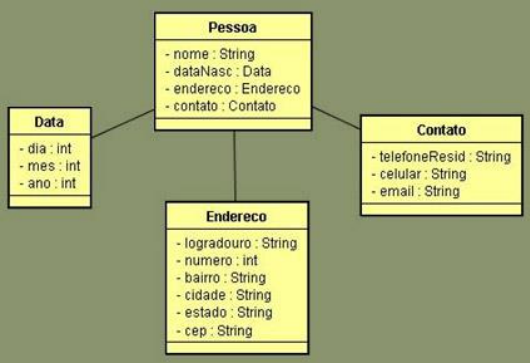 Pessoa
- nome : String
- dataNasc : Data
- endereco : Endereco
- contato : Contato
Data
- dia : int
- mes : int
- ano : int
Contato
- telefoneResid : String
- celular : String
- email : String
Endereco
- logradouro : String
- numero : int
- bairro : String
- cidade : String
- estado : String
- cep : String